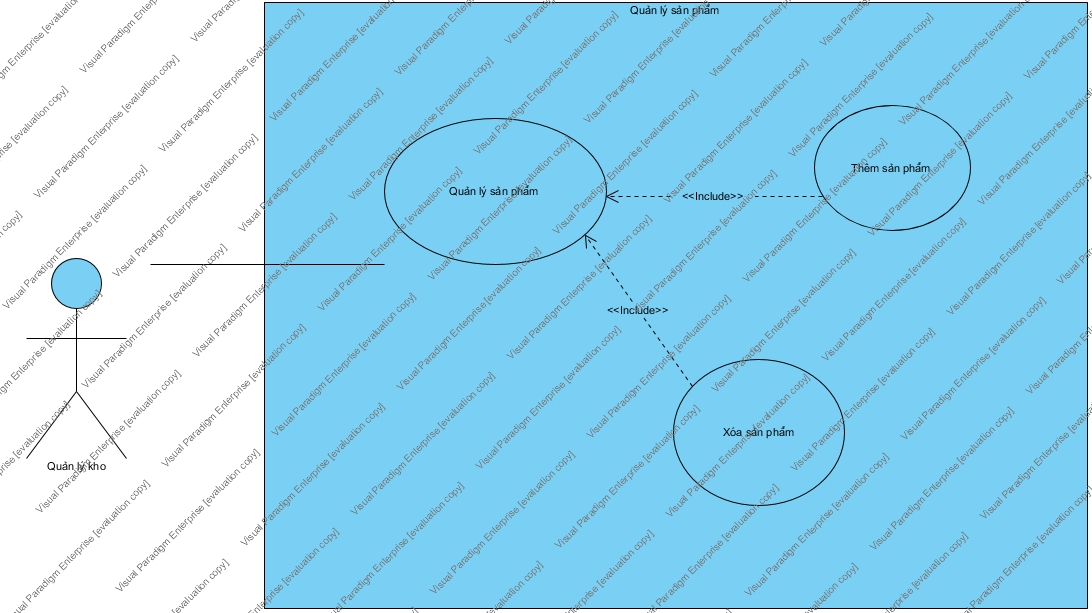 Quản lý sản phẩm
Quản lý sản phẩm
Thêm sản phẩm
<<Include>>
<<Include>>
Xóa sản phẩm
Quản lý kho
Visual Paradigm Enterprise [evaluation copy]